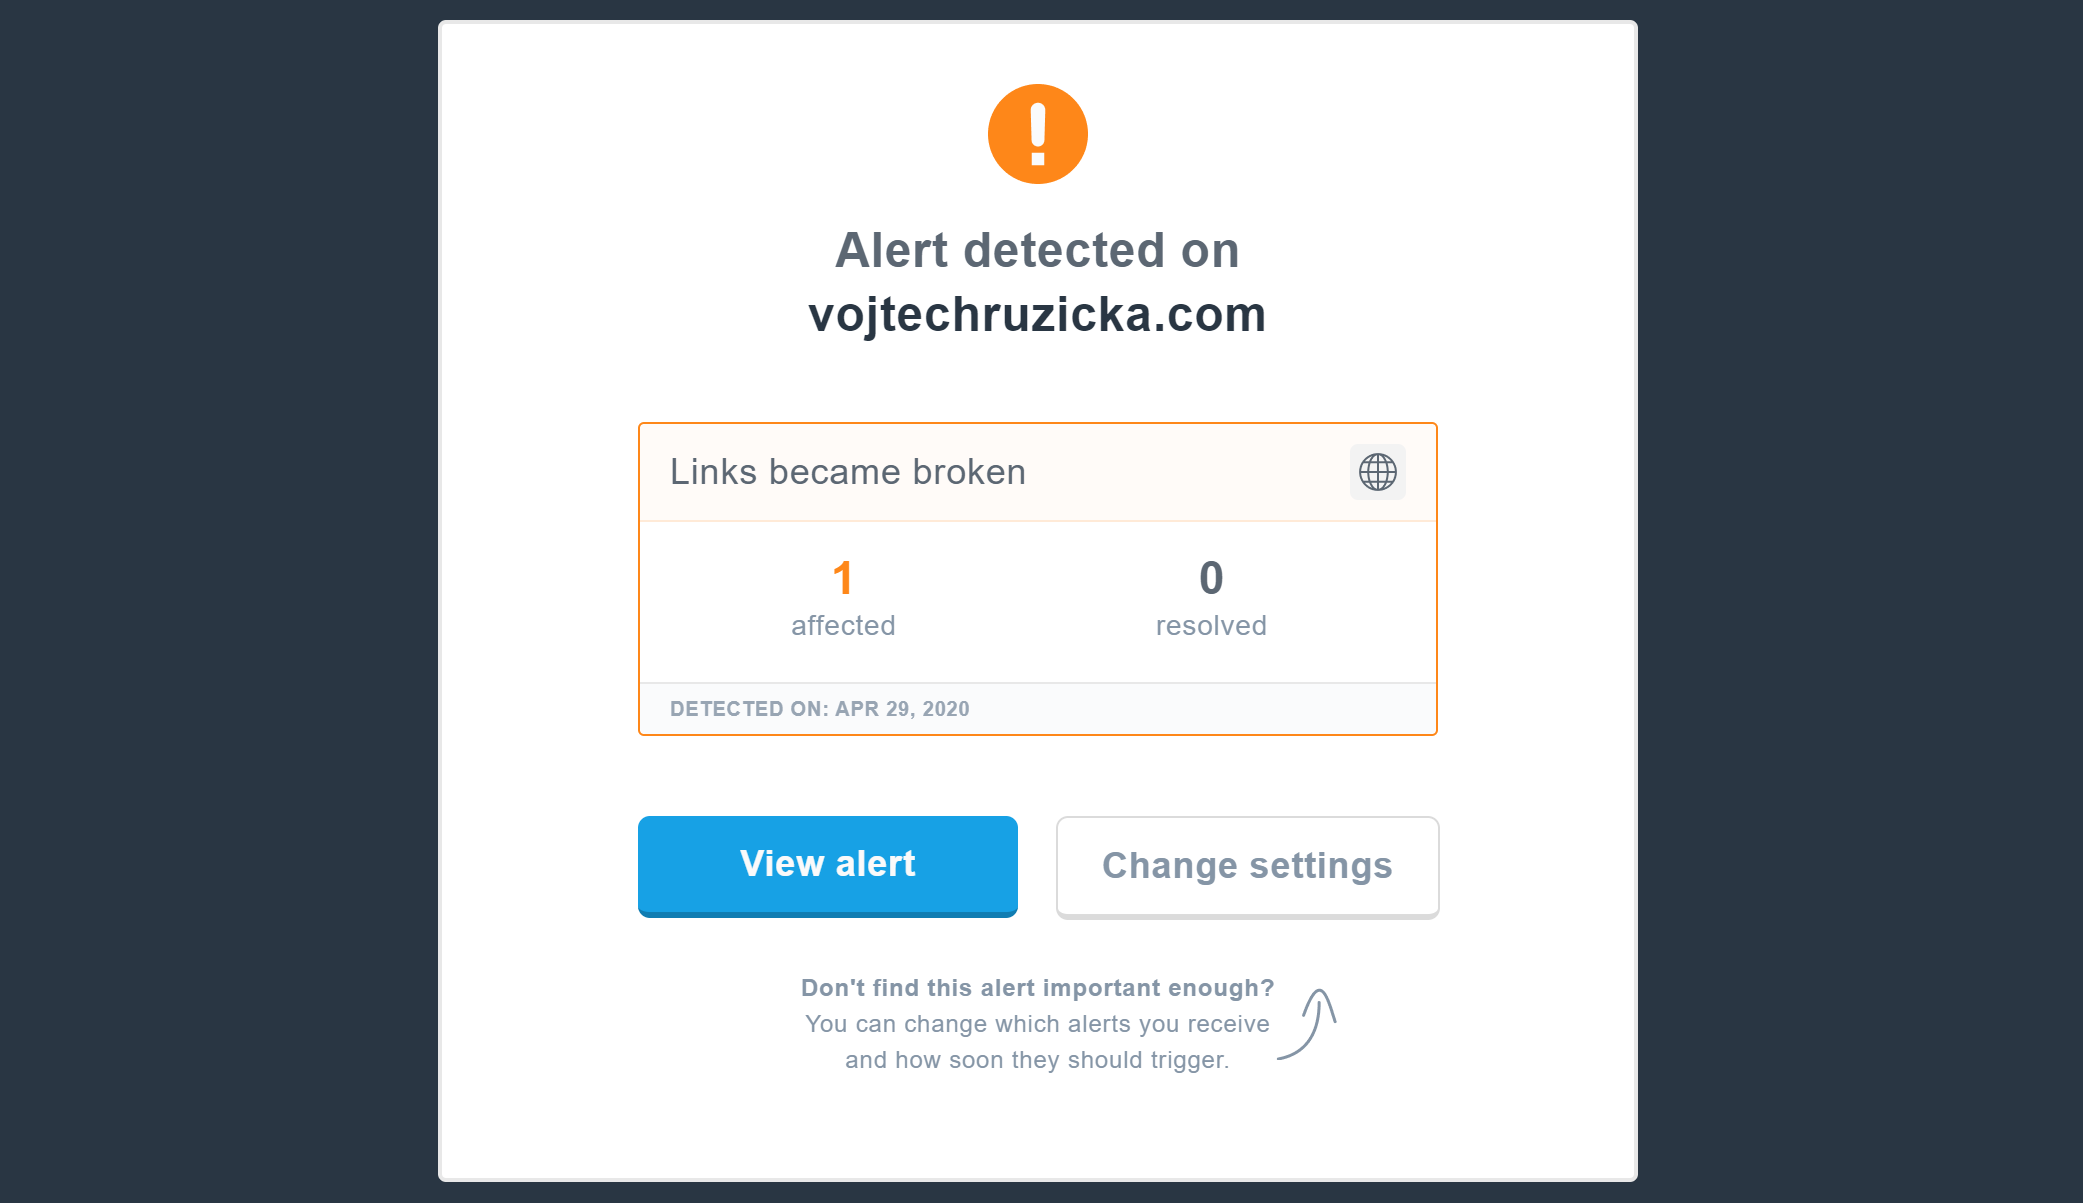 Alert detected on
vojtechruzicka.com
Links became broken
1
affected
0
resolved
DETECTED ON: APR 29, 2020
View alert
Change settings
Don't find this alert important enough?
You can change which alerts you receive
and how soon they should trigger.